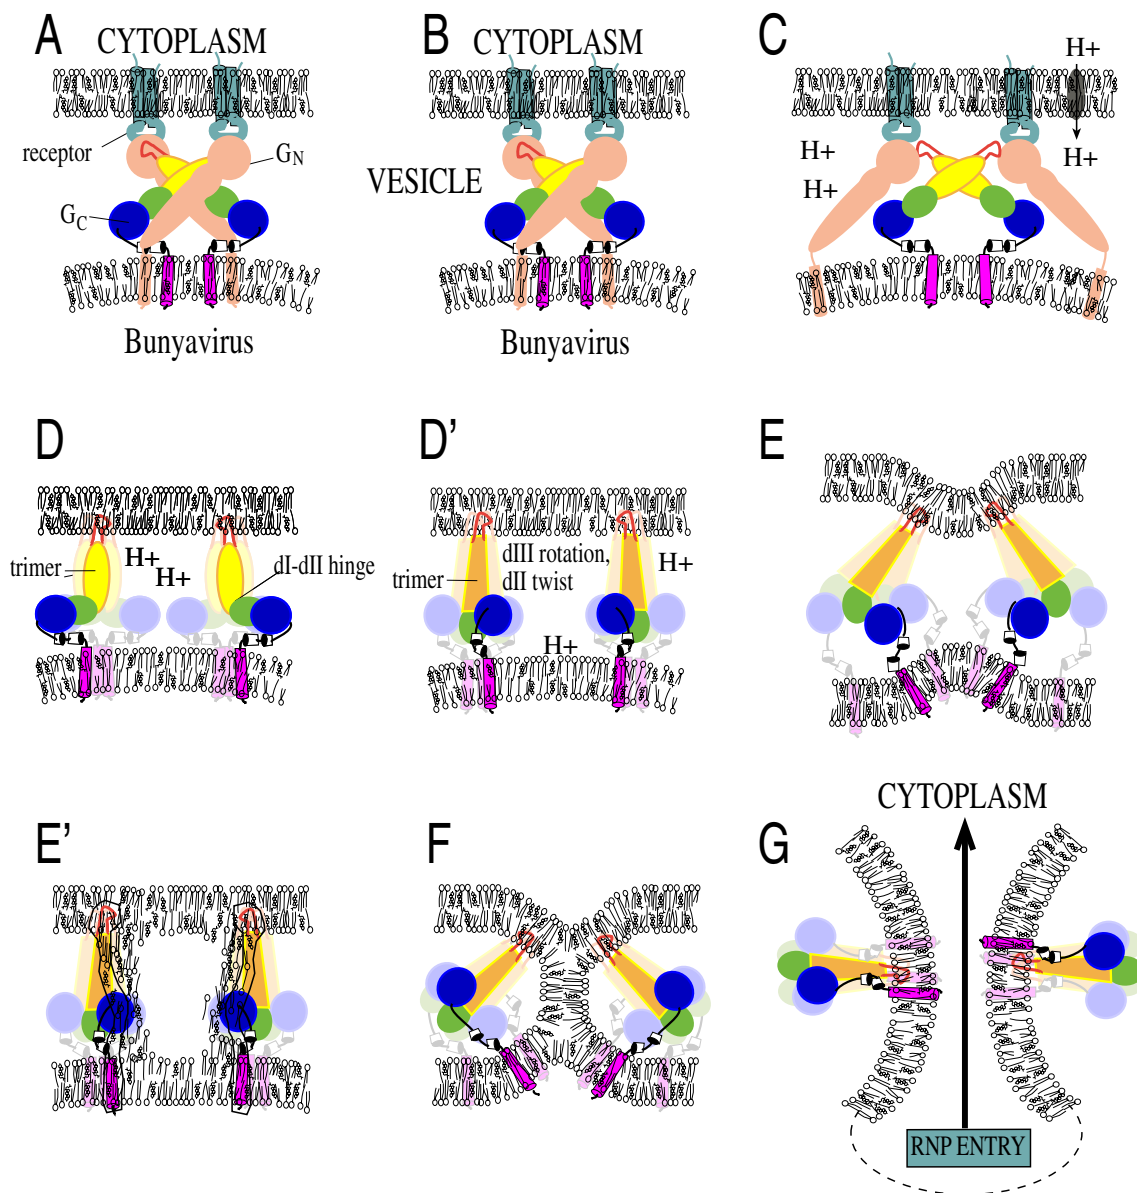 A
CYTOPLASM
receptor
GN
GC
Bunyavirus
B
CYTOPLASM
VESICLE
Bunyavirus
C
H+
H+
H+
H+
D
H+
H+
trimer
dI-dII hinge
D’
dIII rotation,
dII twist
H+
trimer
H+
E
E’
F
G
CYTOPLASM
RNP ENTRY